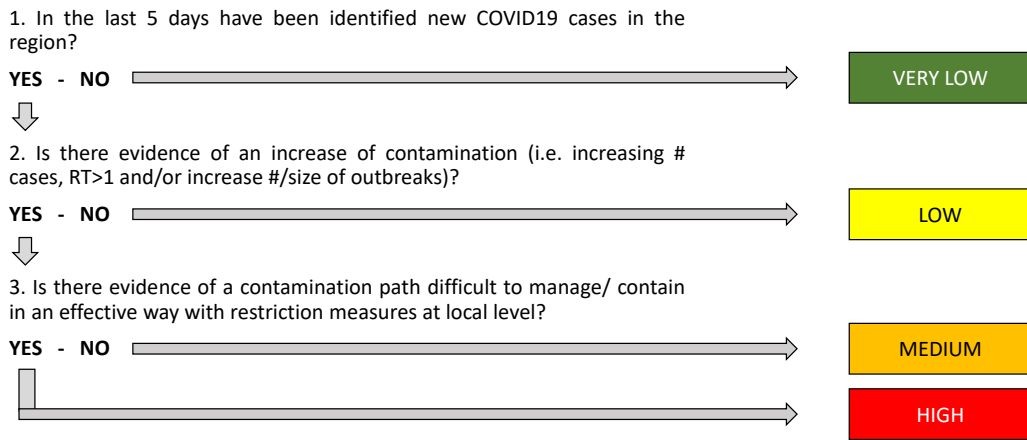 1. In the last 5 days have been identified new COVID19 cases in the
region?
YES - NO
VERY LOW
2. Is there evidence of an increase of contamination (i.e. increasing #
cases, RT>1 and/or increase #/size of outbreaks)?
YES - NO
LOW
3. Is there evidence of a contamination path difficult to manage/ contain
in an effective way with restriction measures at local level?
YES - NO
MEDIUM
HIGH